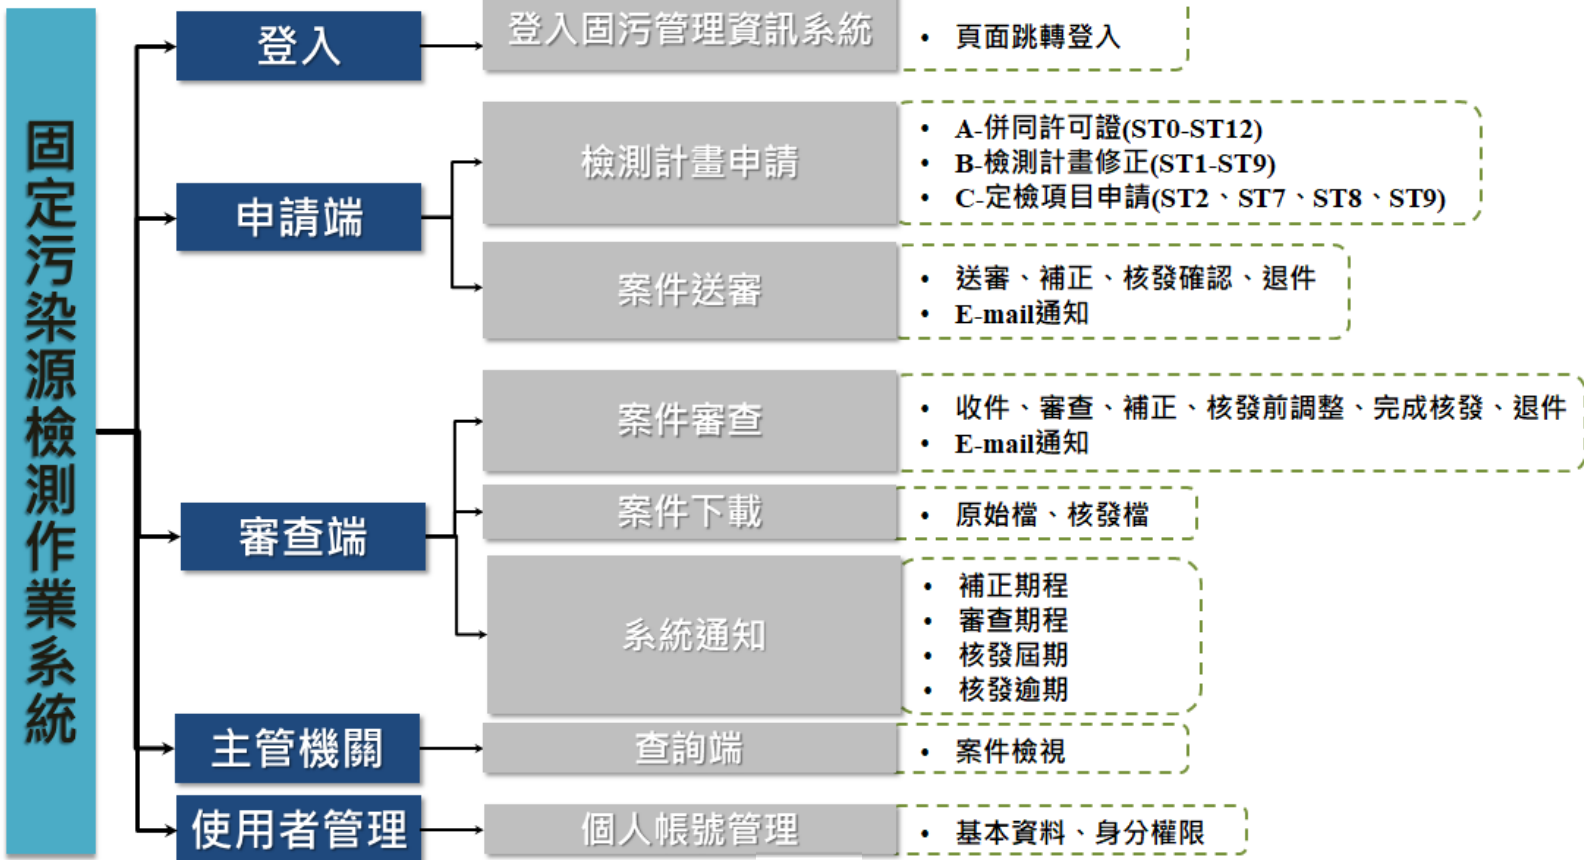 固定污染源檢測作業系統
登入
登入固污管理資訊系統
• 頁面跳轉登入
申請端
檢測計畫申請
• A-併同許可證(ST0-ST12)
• B-檢測計畫修正(ST1-ST9)
• C-定檢項目申請(ST2、ST7、ST8、ST9)
案件送審
• 送審、補正、核發確認、退件
• E-mail通知
審查端
案件審查
• 收件、審查、補正、核發前調整、完成核發、退件
• E-mail通知
案件下載
• 原始檔、核發檔
系統通知
• 補正期程
• 審查期程
• 核發屆期
• 核發逾期
主管機關
查詢端
• 案件檢視
使用者管理
個人帳號管理
• 基本資料、身分權限